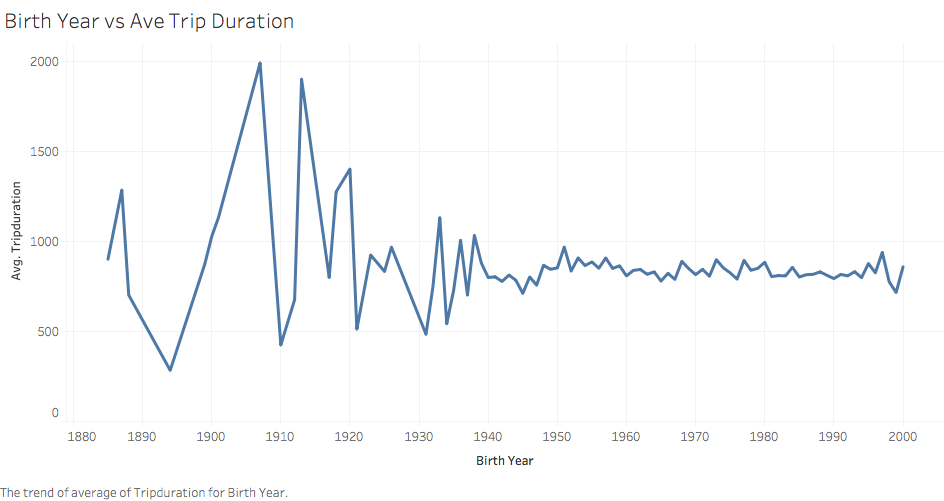 Birth Year vs Ave Trip Duration
2000
1500
1000
500
0
Avg. Tripduration
1880 1890 1900 1910 1920 1930 1940 1950 1960 1970 1980 1990 2000
Birth Year
The trend of average of Tripduration for Birth Year.